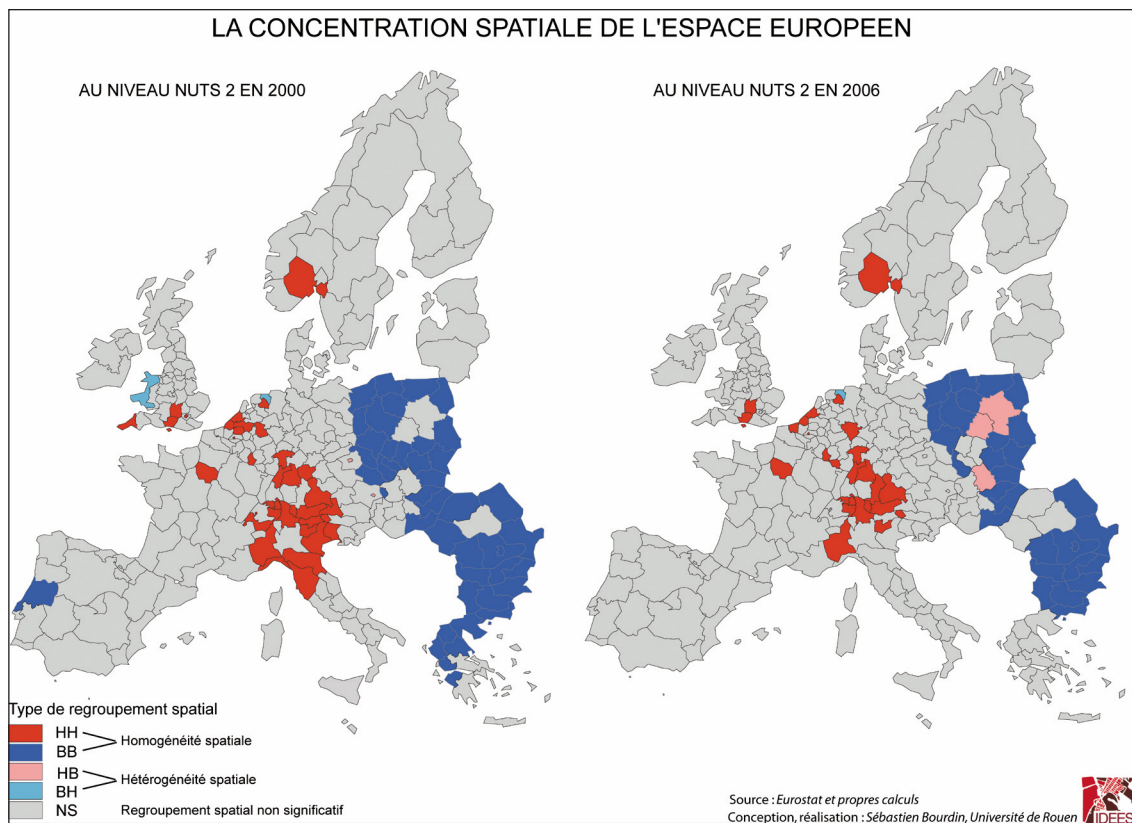 LA CONCENTRATION SPATIALE DE L'ESPACE EUROPEEN
AU NIVEAU NUTS 2 EN 2000
AU NIVEAU NUTS 2 EN 2006
Type de regroupement spatial
HH
Homogénéité spatiale
BB
HB
Hétérogénéité spatiale
BH
NS Regroupement spatial non significatif
Source : Eurostat et propres calculs
Conception, réalisation : Sébastien Bourdin, Université de Rouen
IDEES